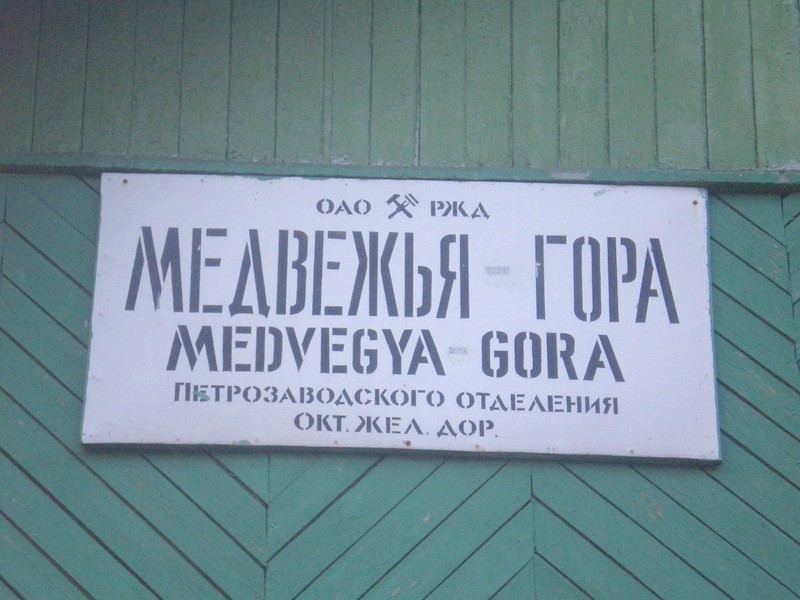 ОАО РЖД
МЕДВЕЖЬЯ ГОРА
MEDVEGYA GORA
ПЕТРОЗАВОДСКОГО ОТДЕЛЕНИЯ
ОКТ. ЖЕЛ. ДОР.